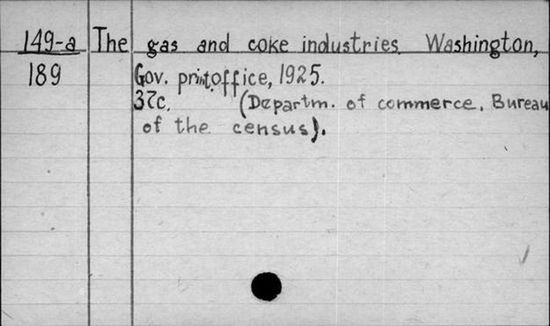 149-a The gas and coke industries. Washington,
189 Gov. print.office, 1925.
37c. (Departm. of commerce. Bureau
of the census).